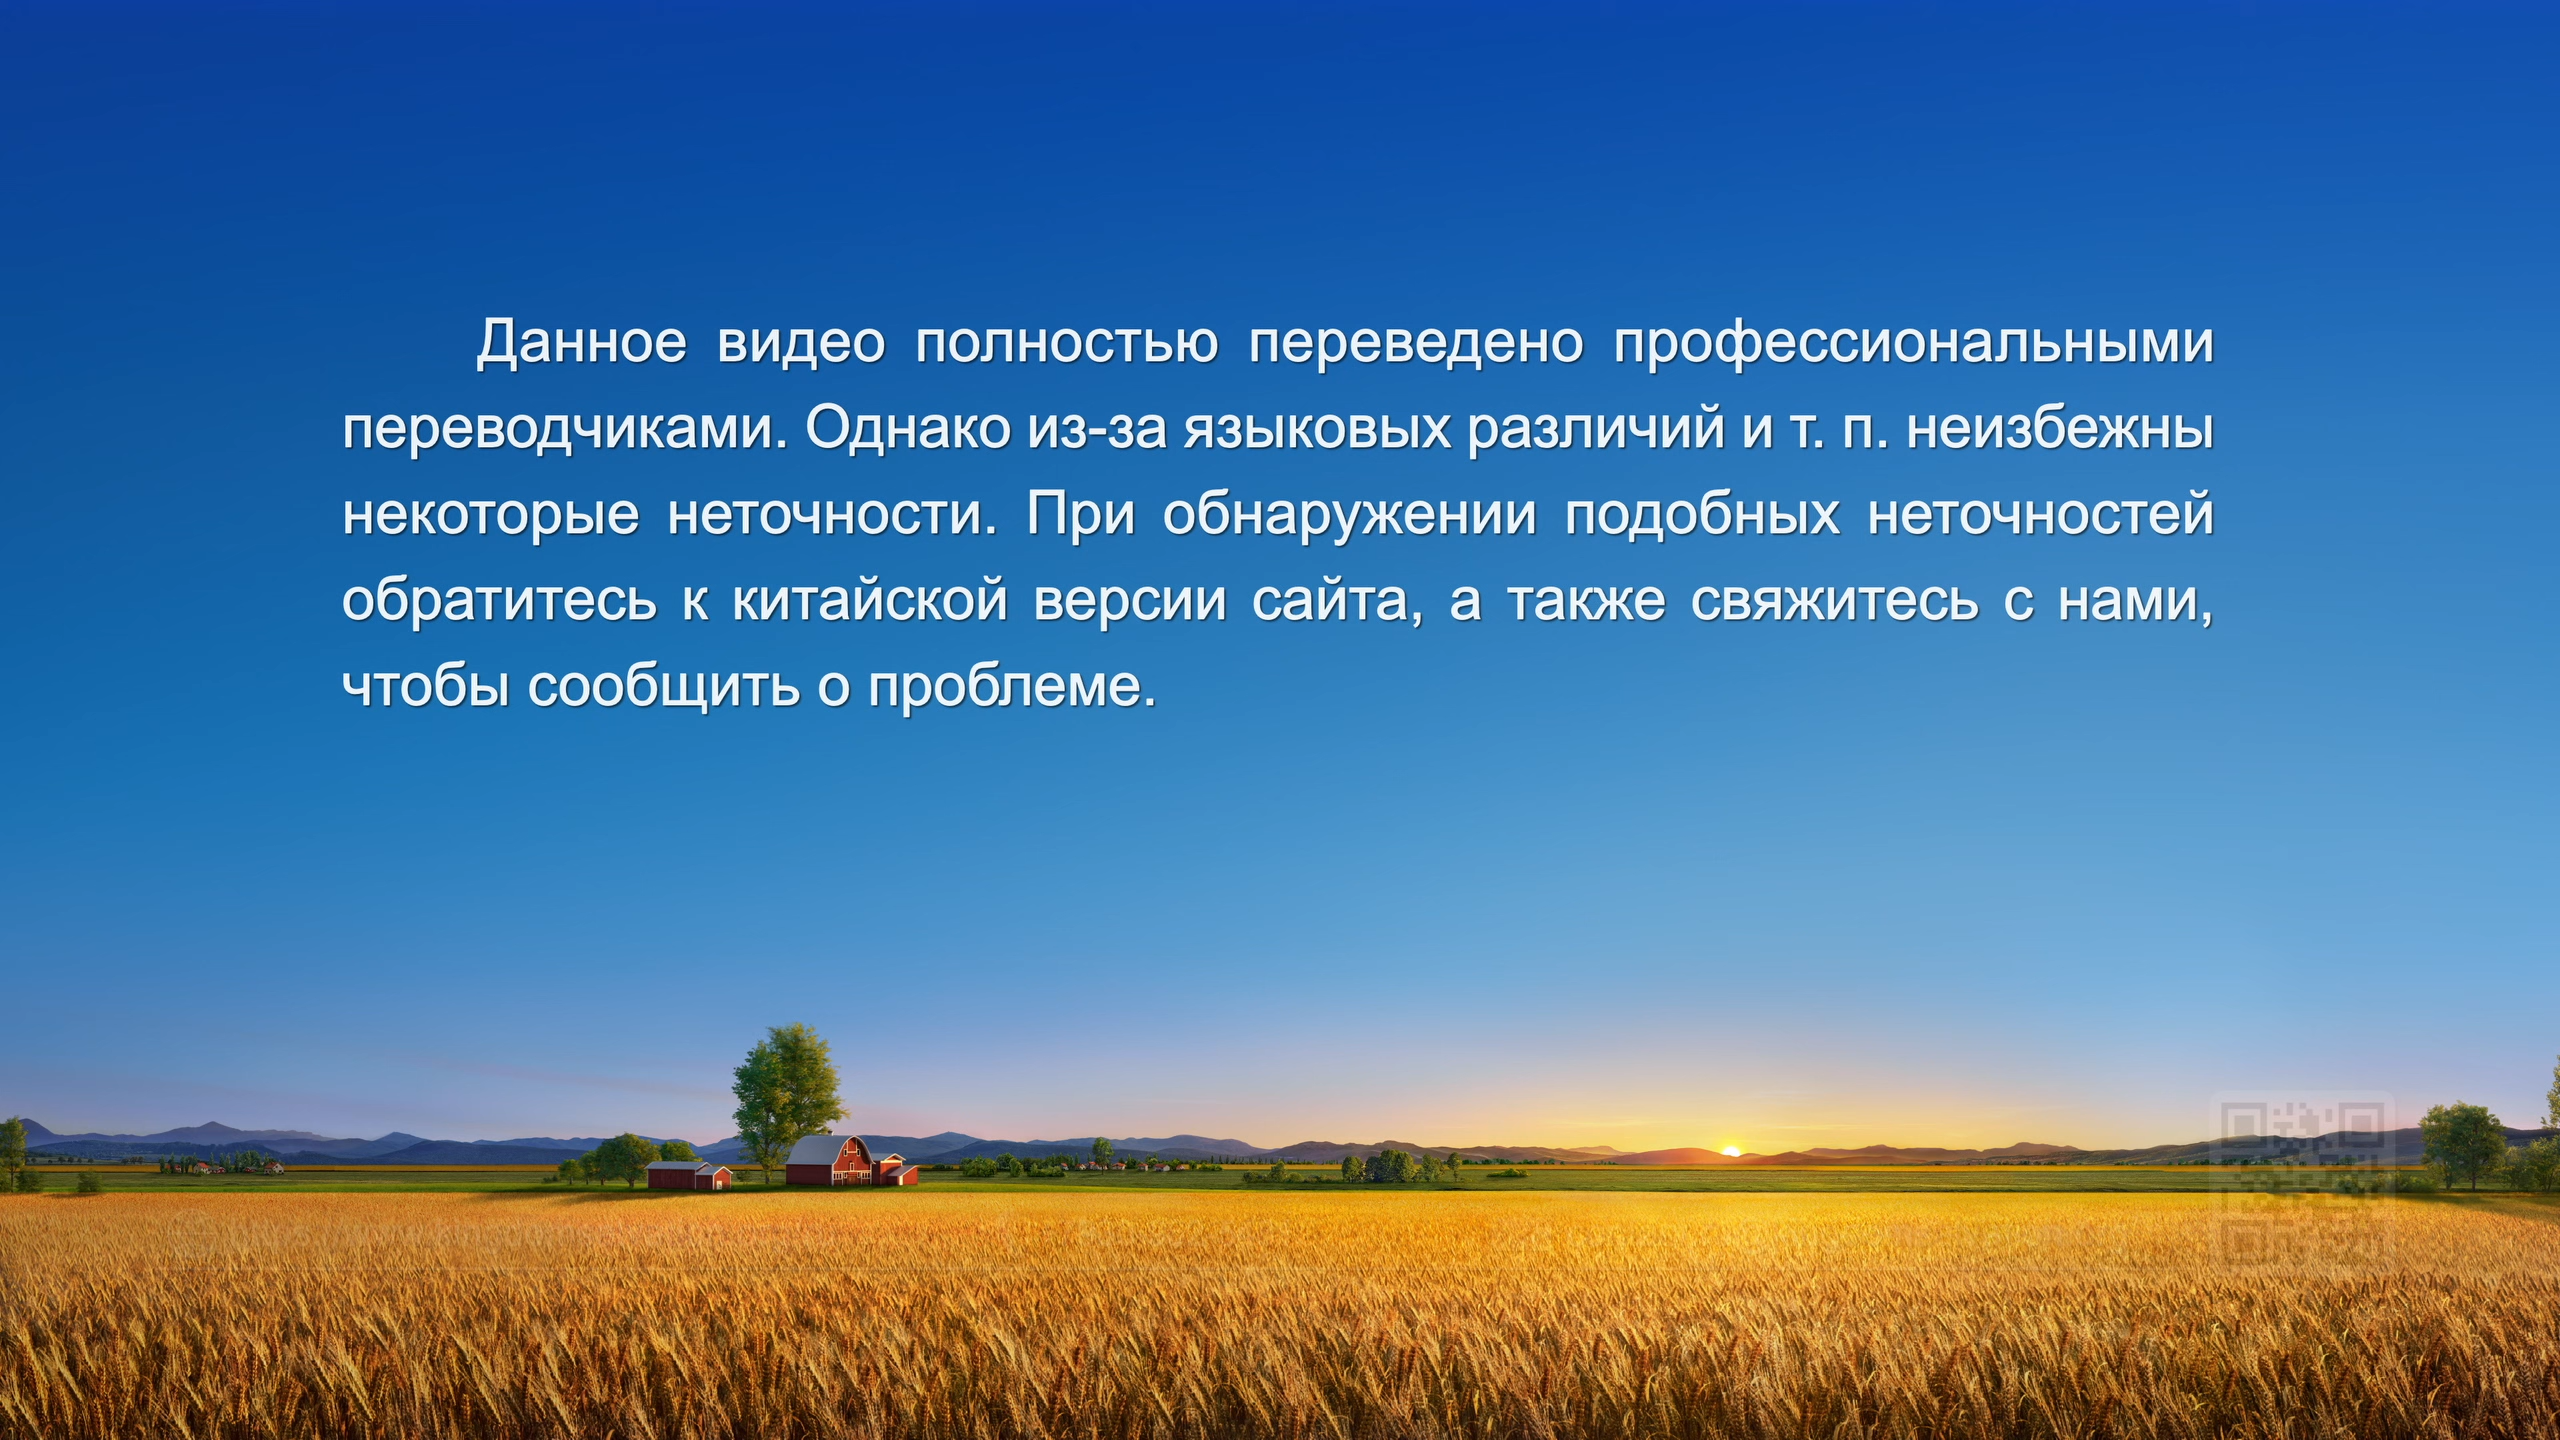 Данное видео полностью переведено профессиональными
переводчиками. Однако из-за языковых различий и т. п. неизбежны
некоторые неточности. При обнаружении подобных неточностей
обратитесь к китайской версии сайта, а также свяжитесь с нами,
чтобы сообщить о проблеме.